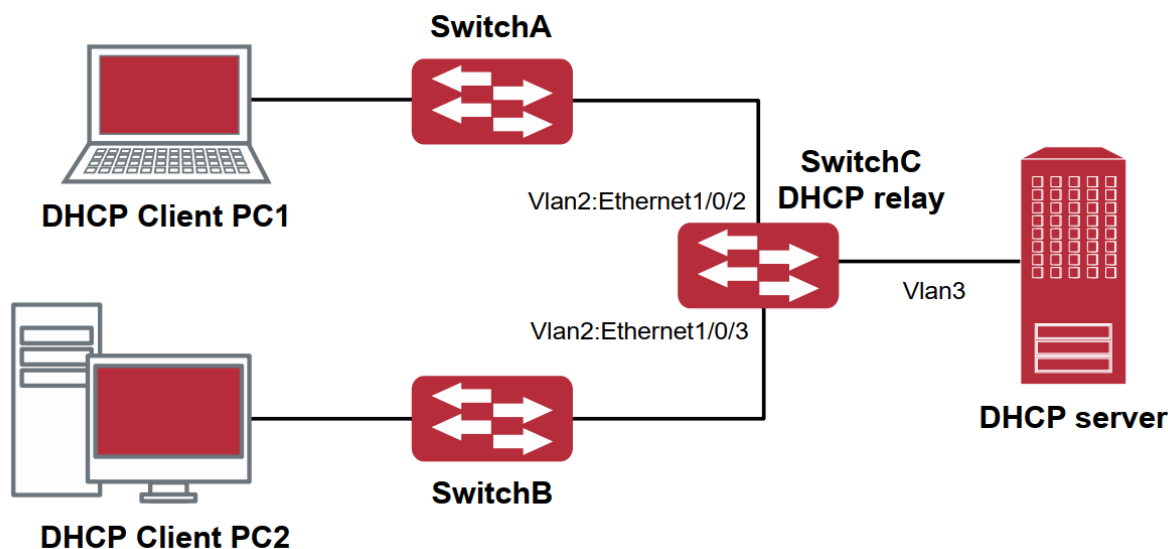 SwitchA
DHCP Client PC1
Vlan2:Ethernet1/0/2
SwitchC
DHCP relay
Vlan3
DHCP server
Vlan2:Ethernet1/0/3
SwitchB
DHCP Client PC2